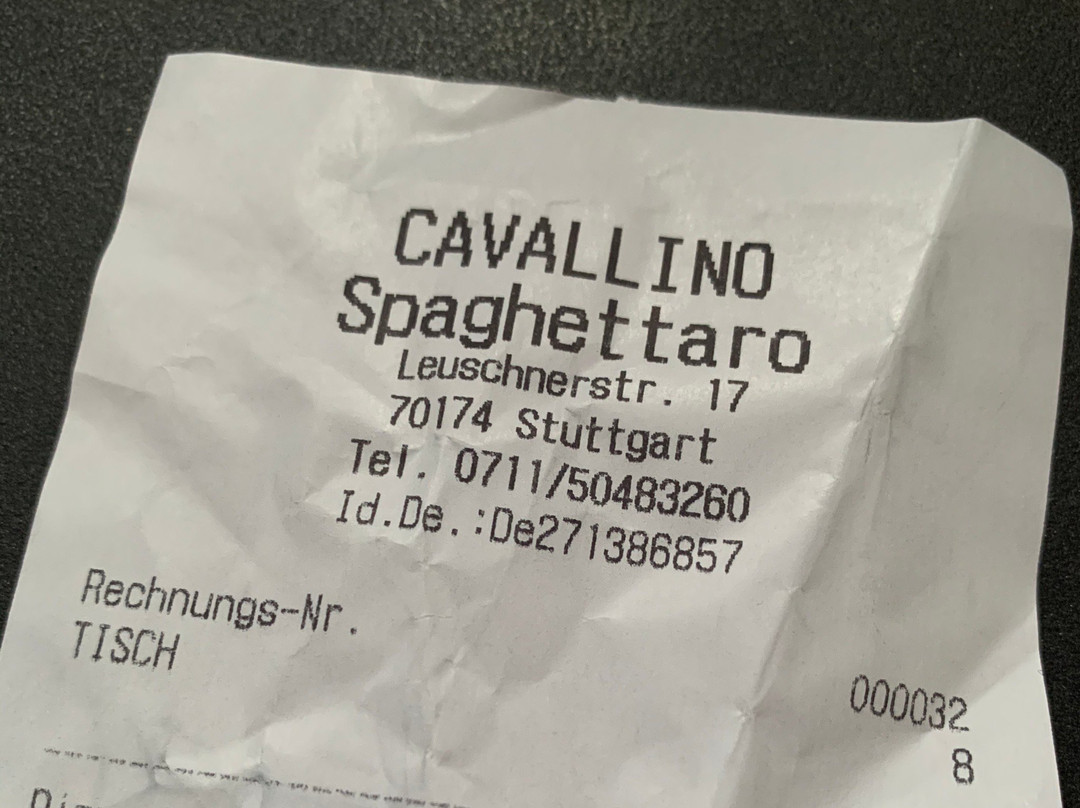 CAVALLINO
Spaghettaro
Leuschnerstr. 17
70174 Stuttgart
Tel. 0711/50483260
Id.De.:De271386857
Rechnungs-Nr. 000032
TISCH 8